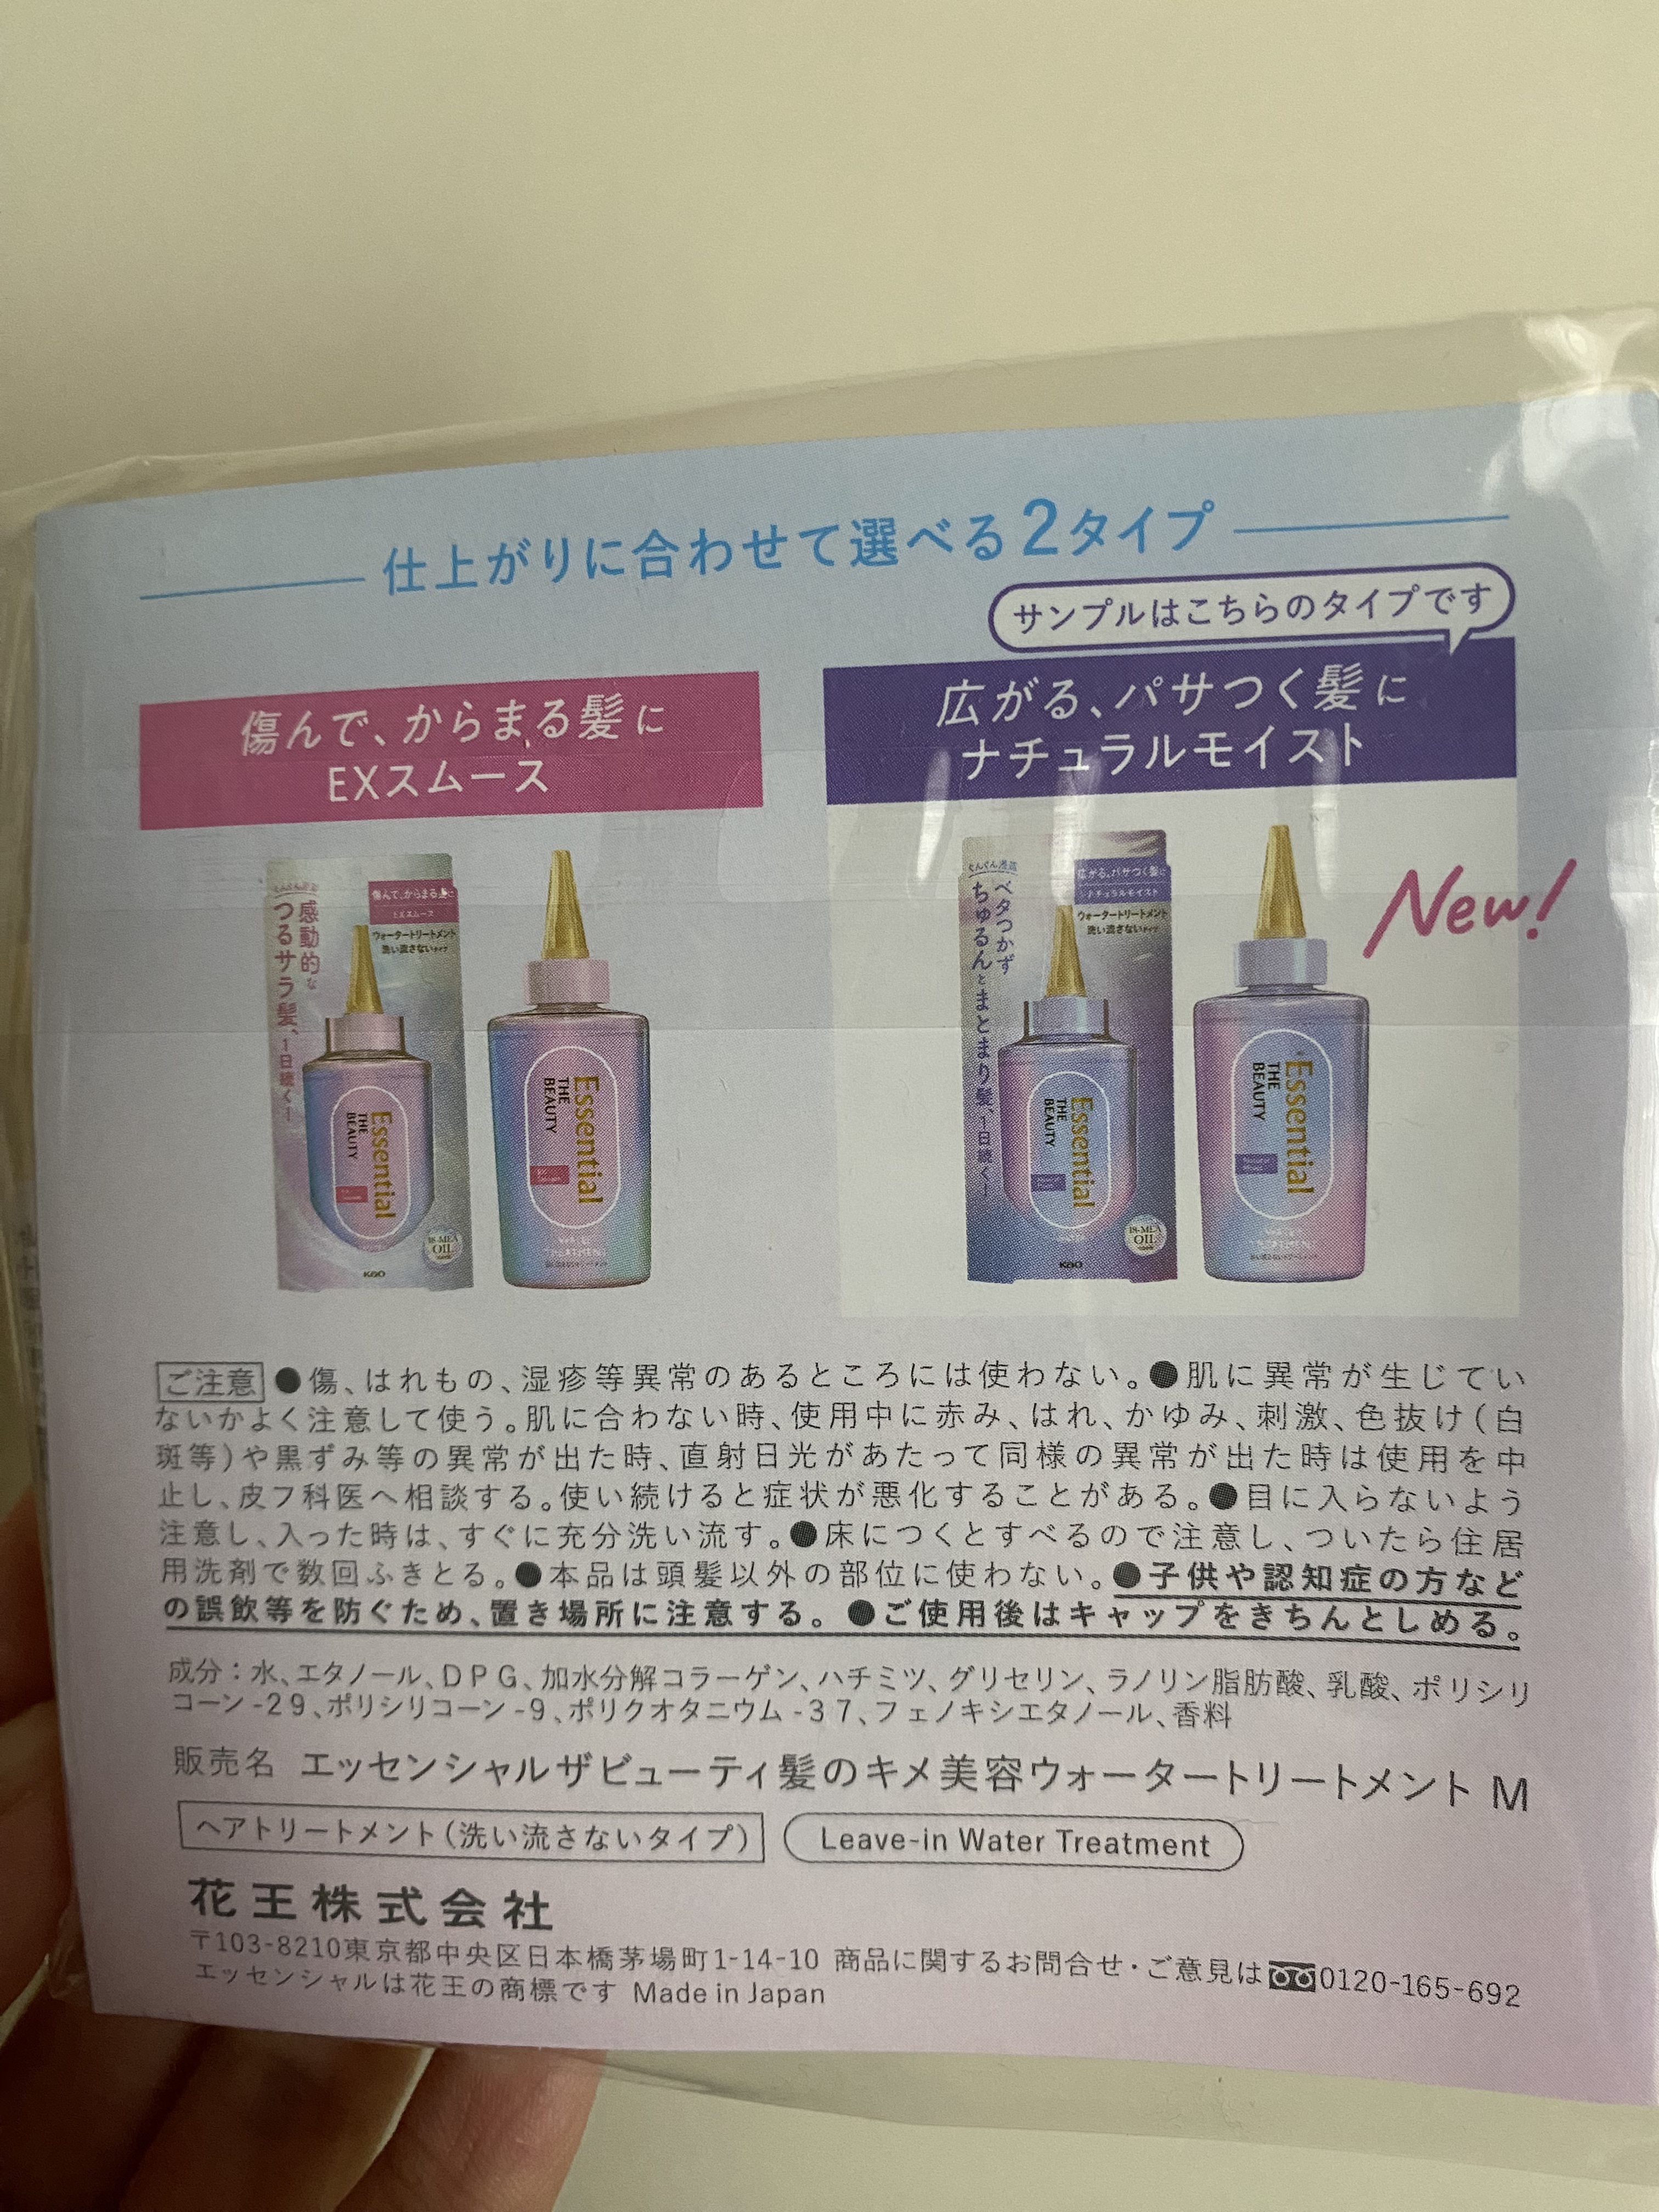 仕上がりに合わせて選べる2タイプ
サンプルはこちらのタイプです
傷んで、からまる髪に
EXスムース
広がる、パサつく髪に
ナチュラルモイスト
感動的な
つるサラ髪、1日続く!
傷んで、からまる髪に
EXスムース
ウォータートリートメント
洗い流さないタイプ
Essential
THE
BEAUTY
18-MEA
OIL
Kao
Essential
THE
BEAUTY
ベタつかず
ちゅるんとまとまり髪、1日続く!
広がる、パサつく髪に
ナチュラルモイスト
ウォータートリートメント
洗い流さないタイプ
Essential
THE
BEAUTY
18-MEA
OIL
Kao
Essential
THE
BEAUTY
New!
ご注意 ●傷、はれもの、湿疹等異常のあるところには使わない。●肌に異常が生じてい
ないかよく注意して使う。肌に合わない時、使用中に赤み、はれ、かゆみ、刺激、色抜け(白
斑等)や黒ずみ等の異常が出た時、直射日光があたって同様の異常が出た時は使用を中
止し、皮フ科医へ相談する。使い続けると症状が悪化することがある。●目に入らないよう
注意し、入った時は、すぐに充分洗い流す。●床につくとすべるので注意し、ついたら住居
用洗剤で数回ふきとる。●本品は頭髪以外の部位に使わない。●子供や認知症の方など
の誤飲等を防ぐため、置き場所に注意する。●ご使用後はキャップをきちんとしめる。
成分:水、エタノール、DPG、加水分解コラーゲン、ハチミツ、グリセリン、ラノリン脂肪酸、乳酸、ポリシリ
コーン-29、ポリシリコーン-9、ポリクオタニウム-37、フェノキシエタノール、香料
販売名 エッセンシャルザビューティ髪のキメ美容ウォータートリートメント M
ヘアトリートメント(洗い流さないタイプ) Leave-in Water Treatment
花王株式会社
〒103-8210東京都中央区日本橋茅場町1-14-10 商品に関するお問合せ・ご意見は 0120-165-692
エッセンシャルは花王の商標です Made in Japan